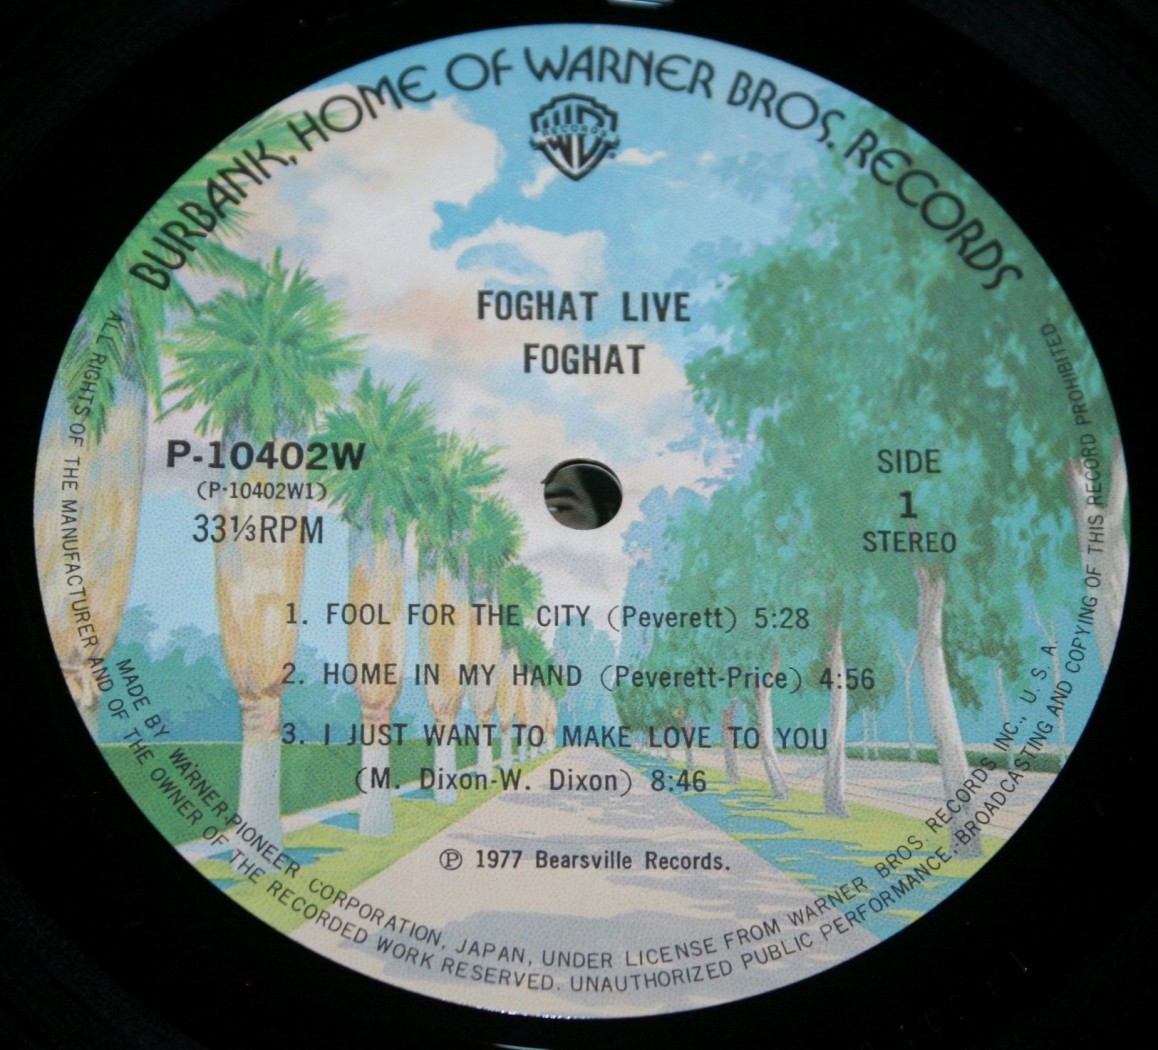 BURBANK, HOME OF WARNER BROS. RECORDS
W
RECORDS
FOGHAT LIVE
FOGHAT
P-10402W
(P-10402W1)
33⅓RPM
SIDE
1
STEREO
1. FOOL FOR THE CITY (Peverett) 5:28
2. HOME IN MY HAND (Peverett-Price) 4:56
3. I JUST WANT TO MAKE LOVE TO YOU
(M. Dixon-W. Dixon) 8:46
℗ 1977 Bearsville Records.
MADE BY WARNER-PIONEER CORPORATION, JAPAN, UNDER LICENSE FROM WARNER BROS. RECORDS INC., U. S. A.
ALL RIGHTS OF THE MANUFACTURER AND OF THE OWNER OF THE RECORDED WORK RESERVED. UNAUTHORIZED PUBLIC PERFORMANCE, BROADCASTING AND COPYING OF THIS RECORD PROHIBITED.